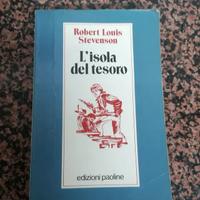 Robert Louis
Stevenson
L'isola
del tesoro
edizioni paoline